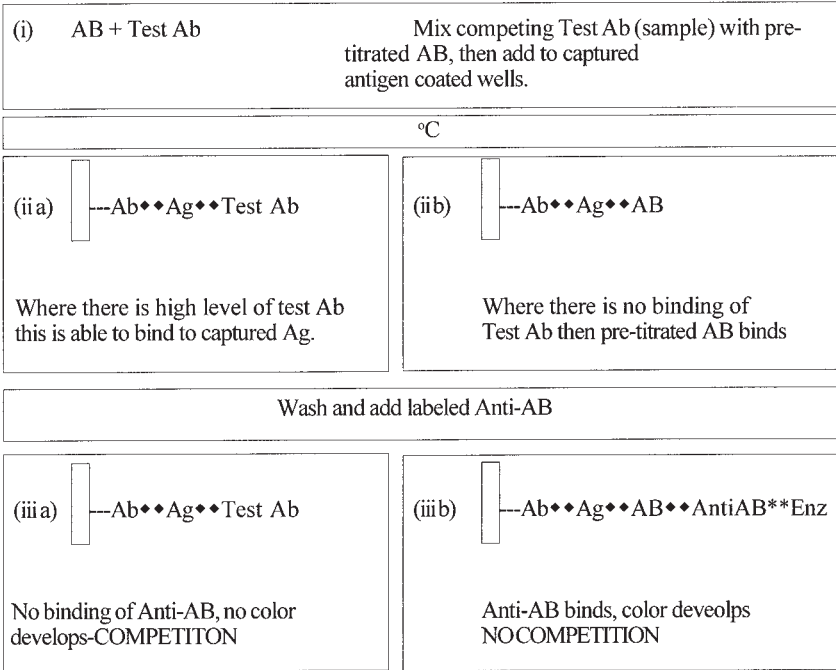 (i) AB + Test Ab Mix competing Test Ab (sample) with pre-
titrated AB, then add to captured
antigen coated wells.
°C
(ii a) ---Ab◆◆Ag◆◆Test Ab
Where there is high level of test Ab
this is able to bind to captured Ag.
(iib) ---Ab◆◆Ag◆◆AB
Where there is no binding of
Test Ab then pre-titrated AB binds
Wash and add labeled Anti-AB
(iii a) ---Ab◆◆Ag◆◆Test Ab
No binding of Anti-AB, no color
develops-COMPETITON
(iiib) ---Ab◆◆Ag◆◆AB◆◆AntiAB**Enz
Anti-AB binds, color deveolps
NO COMPETITION